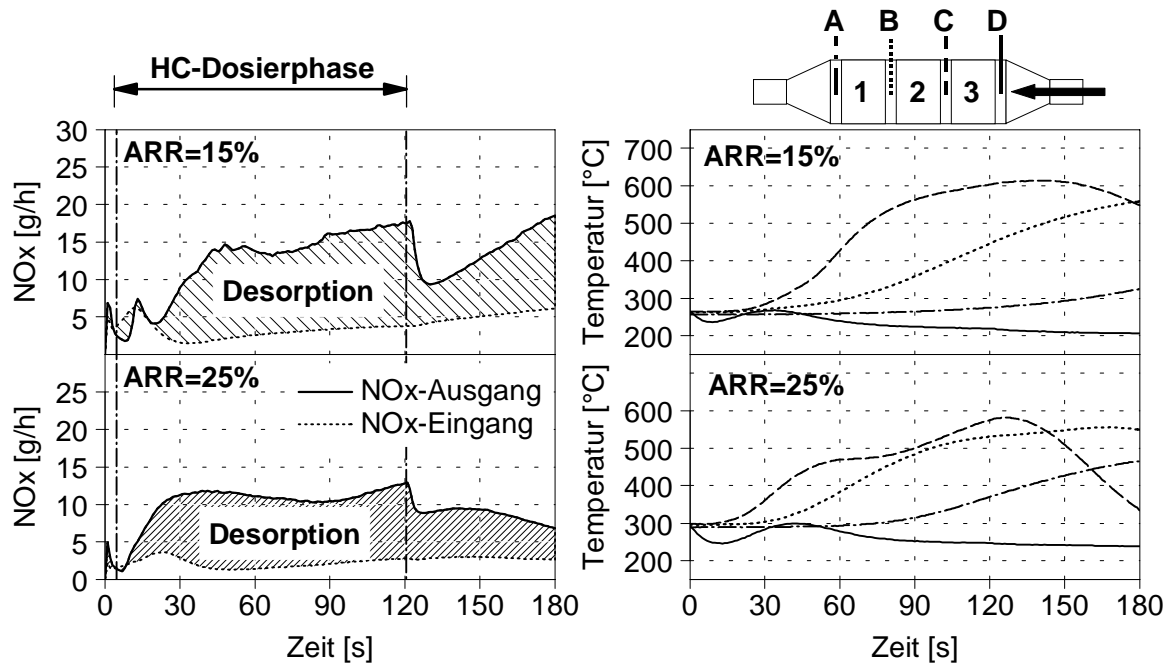 HC-Dosierphase
A B C D
1 2 3
NOx [g/h]
30
25
20
15
10
5
ARR=15%
Desorption
NOx [g/h]
25
20
15
10
5
0
ARR=25%
NOx-Ausgang
NOx-Eingang
Desorption
0 30 60 90 120 150 180
Zeit [s]
Temperatur [°C]
700
600
500
400
300
200
ARR=15%
Temperatur [°C]
600
500
400
300
200
ARR=25%
0 30 60 90 120 150 180
Zeit [s]